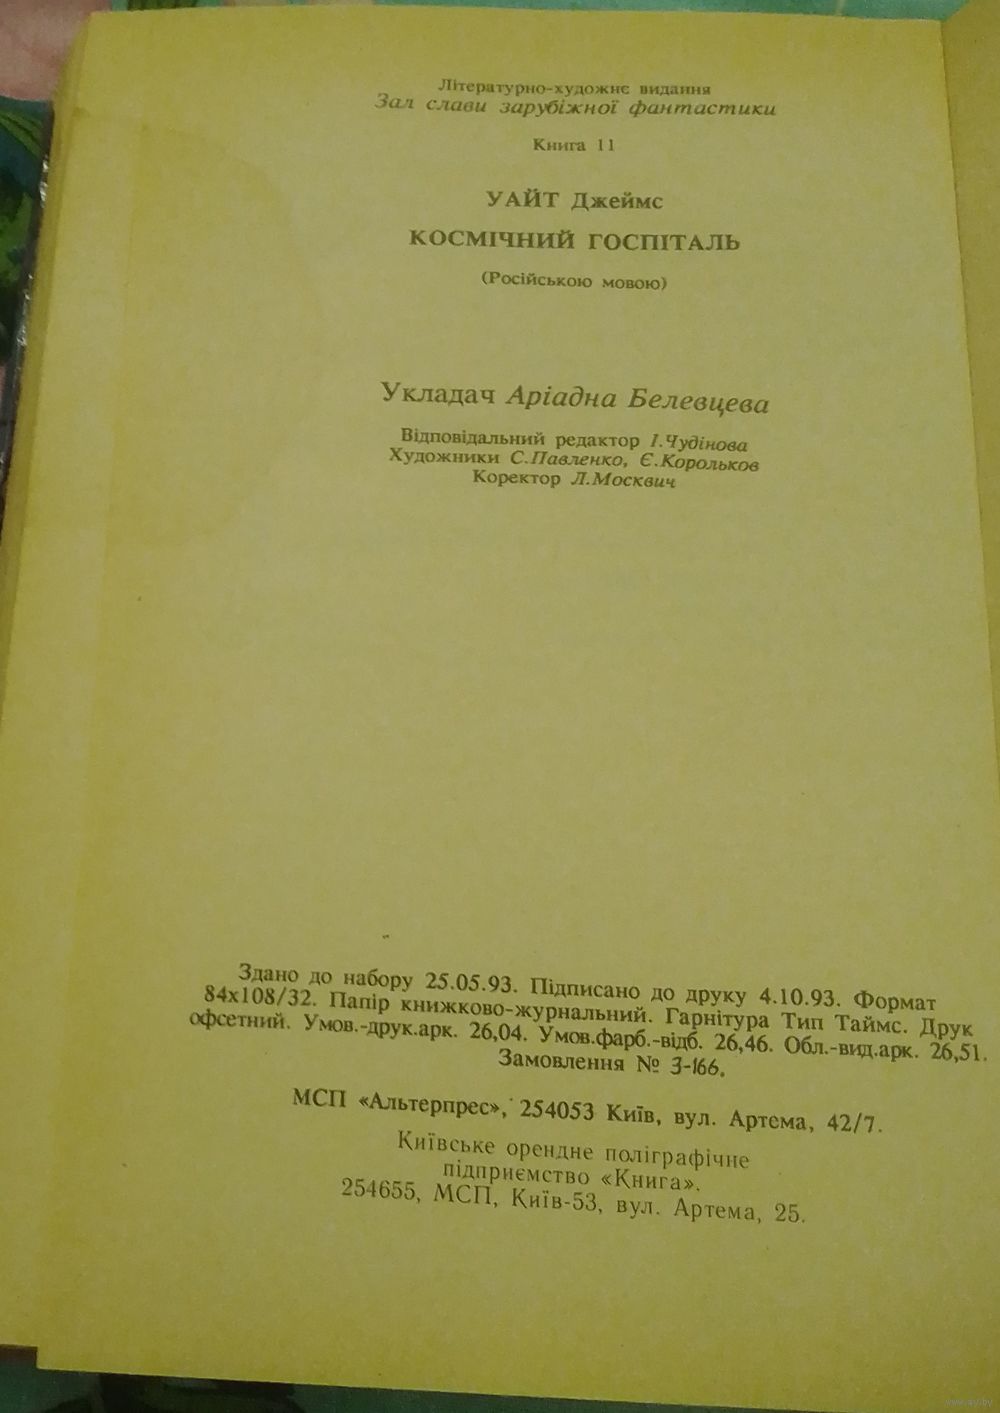 Літературно-художнє видання
Зал слави зарубіжної фантастики
Книга 11
УАЙТ Джеймс
КОСМІЧНИЙ ГОСПІТАЛЬ
(Російською мовою)
Укладач Аріадна Белевцева
Відповідальний редактор І.Чудінова
Художники С.Павленко, Є.Корольков
Коректор Л.Москвич
Здано до набору 25.05.93. Підписано до друку 4.10.93. Формат
84х108/32. Папір книжково-журнальний. Гарнітура Тип Таймс. Друк
офсетний. Умов.-друк.арк. 26,04. Умов.фарб.-відб. 26,46. Обл.-вид.арк. 26,51.
Замовлення № 3-166.
МСП «Альтерпрес», 254053 Київ, вул. Артема, 42/7.
Київське орендне поліграфічне
підприємство «Книга».
254655, МСП, Київ-53, вул. Артема, 25.